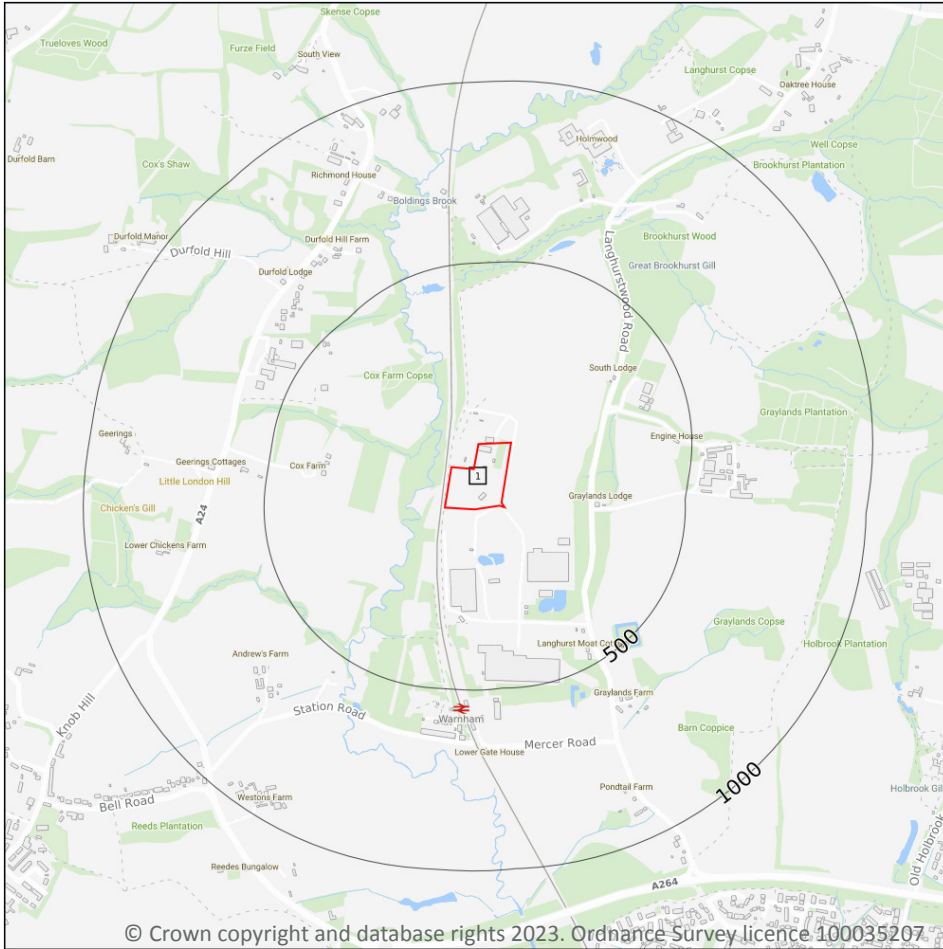 Skense Copse
Trueloves Wood
Furze Field
South View
Langhurst Copse
Oaktree House
Holmwood
Well Copse
Durfold Barn
Cox's Shaw
Richmond House
Brookhurst Plantation
Boldings Brook
Durfold Manor
Durfold Hill Farm
Brookhurst Wood
Durfold Hill
Durfold Lodge
Langhurstwood Road
Great Brookhurst Gill
Cox Farm Copse
South Lodge
Graylands Plantation
Geerings
Engine House
Geerings Cottages
Cox Farm
Little London Hill
1
Graylands Lodge
Chicken's Gill
A24
Lower Chickens Farm
Graylands Copse
Langhurst Moat Cot
500
Holbrook Plantation
Andrew's Farm
Graylands Farm
Knob Hill
Station Road
Warnham
Barn Coppice
Mercer Road
Lower Gate House
1000
Pondtail Farm
Holbrook Gil
Bell Road
Westons Farm
Reeds Plantation
Old Holbrook
Reedes Bungalow
A264
© Crown copyright and database rights 2023. Ordnance Survey licence 100035207.